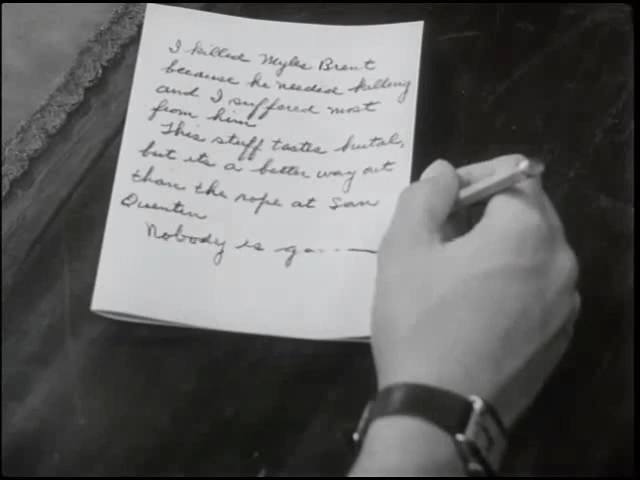 I killed Myles Brent
because he needed killing
and I suffered most
from him
This stuff tastes brutal,
but its a better way out
than the rope at San
Quentin
Nobody is go